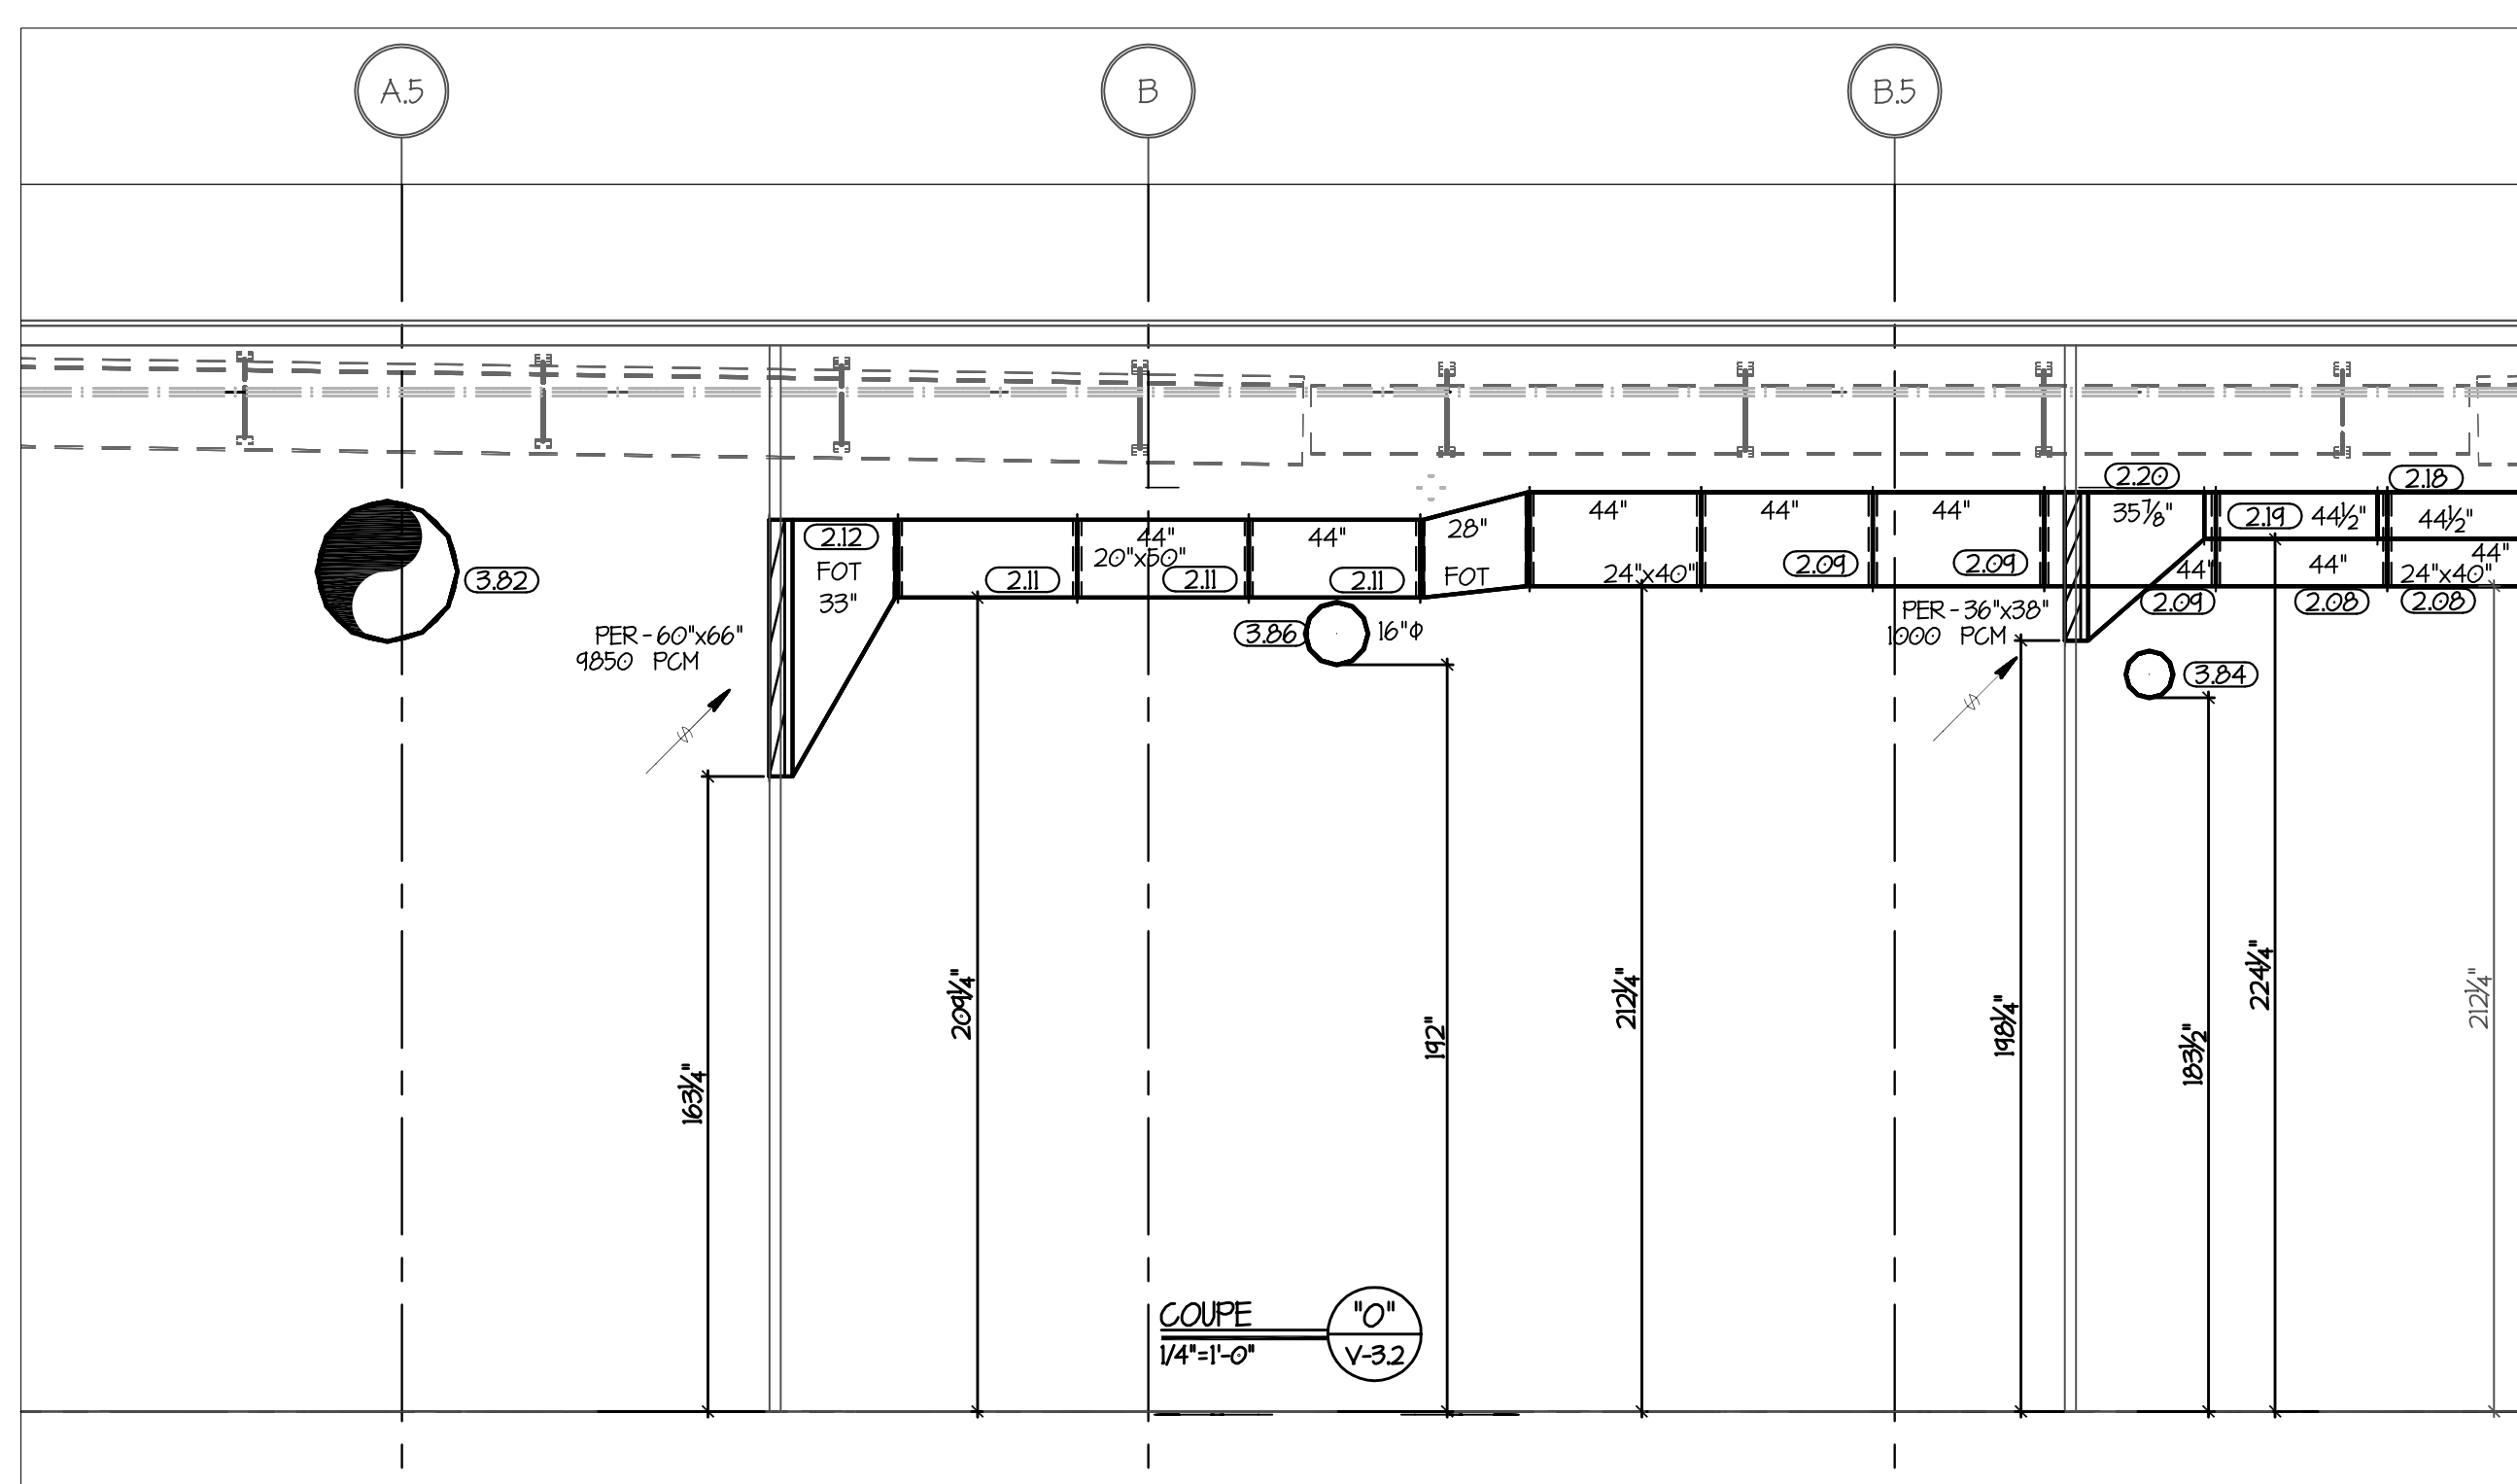 A.5
B
B.5
2.20
2.18
2.12
44"
44"
28"
44"
44"
44"
35⅞"
2.19
44½"
44½"
20"x50"
44"
FOT
2.11
2.11
2.11
FOT
24"x40"
2.09
2.09
44"
44"
24"x40"
3.82
33"
2.09
2.08
2.08
PER-60"x66"
9850 PCM
3.86
16"Φ
PER-36"x38"
1000 PCM
3.84
163¼"
209¼"
192"
212¼"
198¼"
183½"
224¼"
212¼"
COUPE
1/4"=1'-0"
"O"
V-3.2